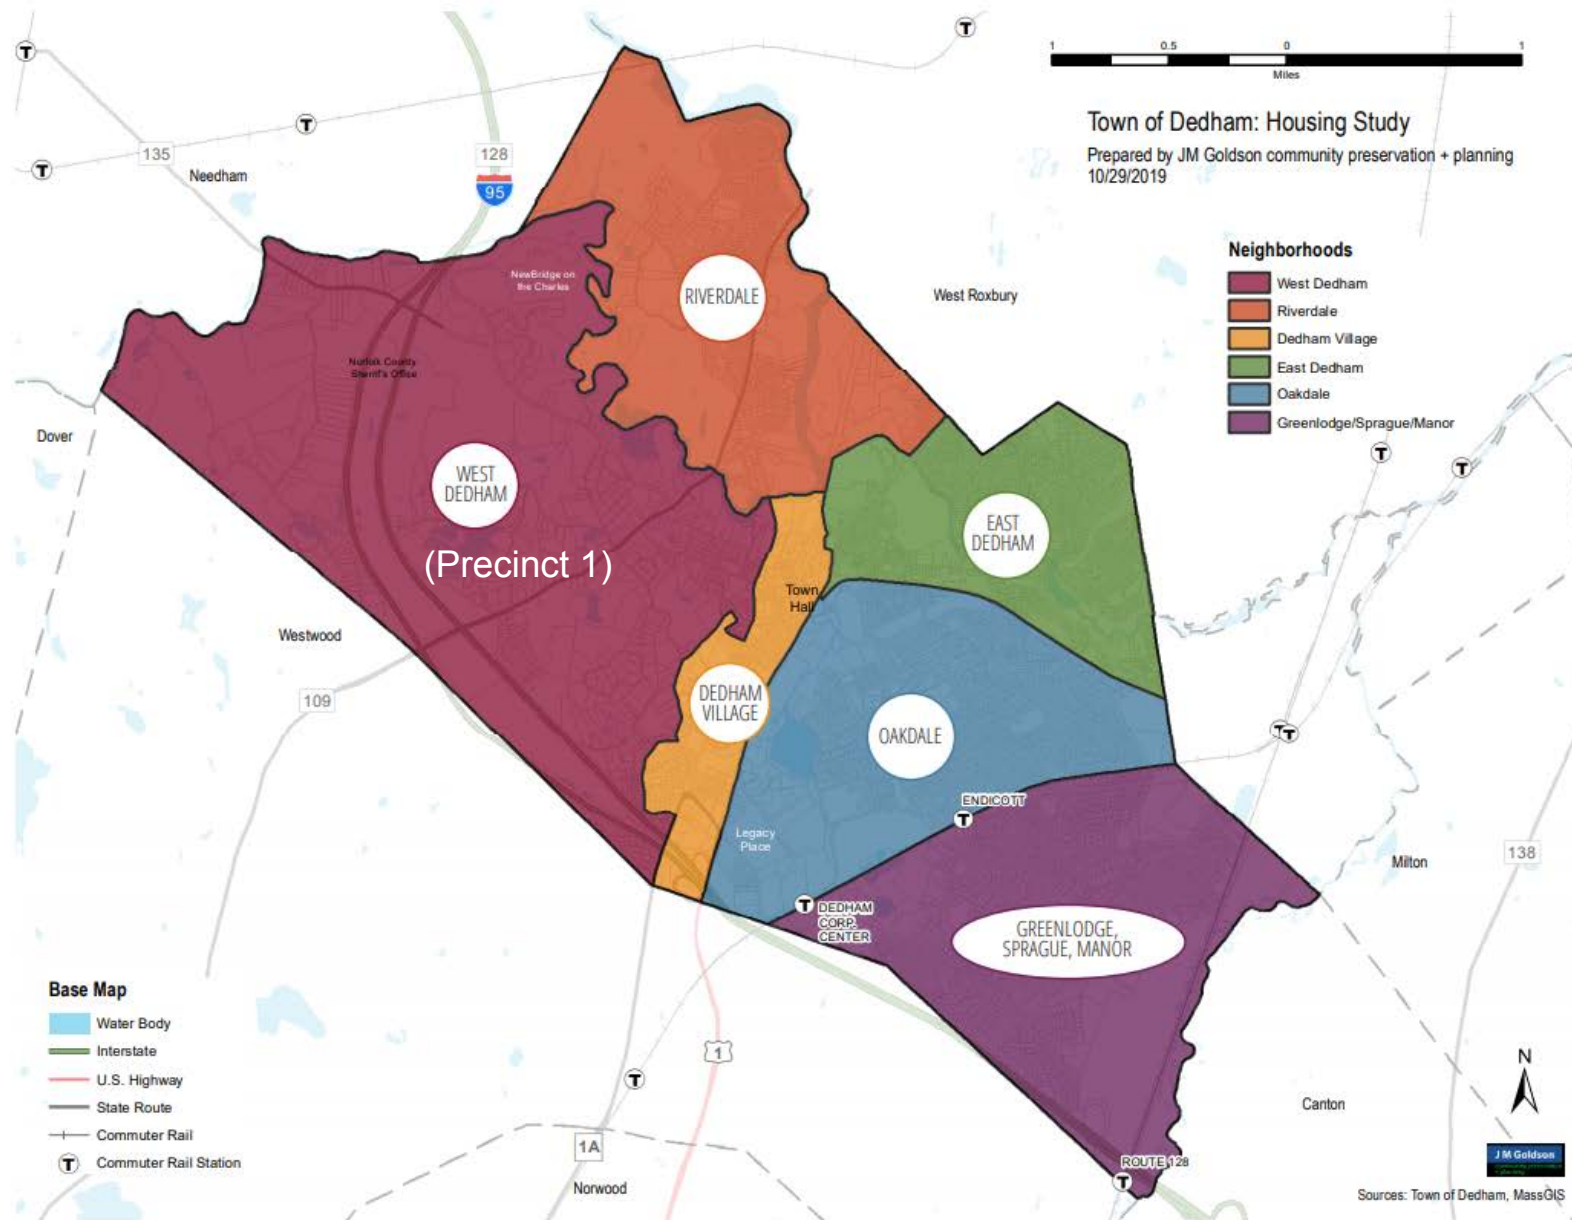 1
0.5
0
1
Miles
Town of Dedham: Housing Study
Prepared by JM Goldson community preservation + planning
10/29/2019
T
T
T
T
135
Needham
128
95
Neighborhoods
West Dedham
Riverdale
Dedham Village
East Dedham
Oakdale
Greenlodge/Sprague/Manor
NewBridge on
the Charles
RIVERDALE
West Roxbury
Norfolk County
Sherriff's Office
Dover
WEST
DEDHAM
(Precinct 1)
T
T
EAST
DEDHAM
Town
Hall
Westwood
109
DEDHAM
VILLAGE
OAKDALE
T
T
ENDICOTT
T
Legacy
Place
Milton
138
T
DEDHAM
CORP.
CENTER
GREENLODGE,
SPRAGUE, MANOR
Base Map
Water Body
Interstate
U.S. Highway
State Route
Commuter Rail
T Commuter Rail Station
1
T
1A
Norwood
Canton
N
ROUTE 128
T
J M Goldson
Sources: Town of Dedham, MassGIS